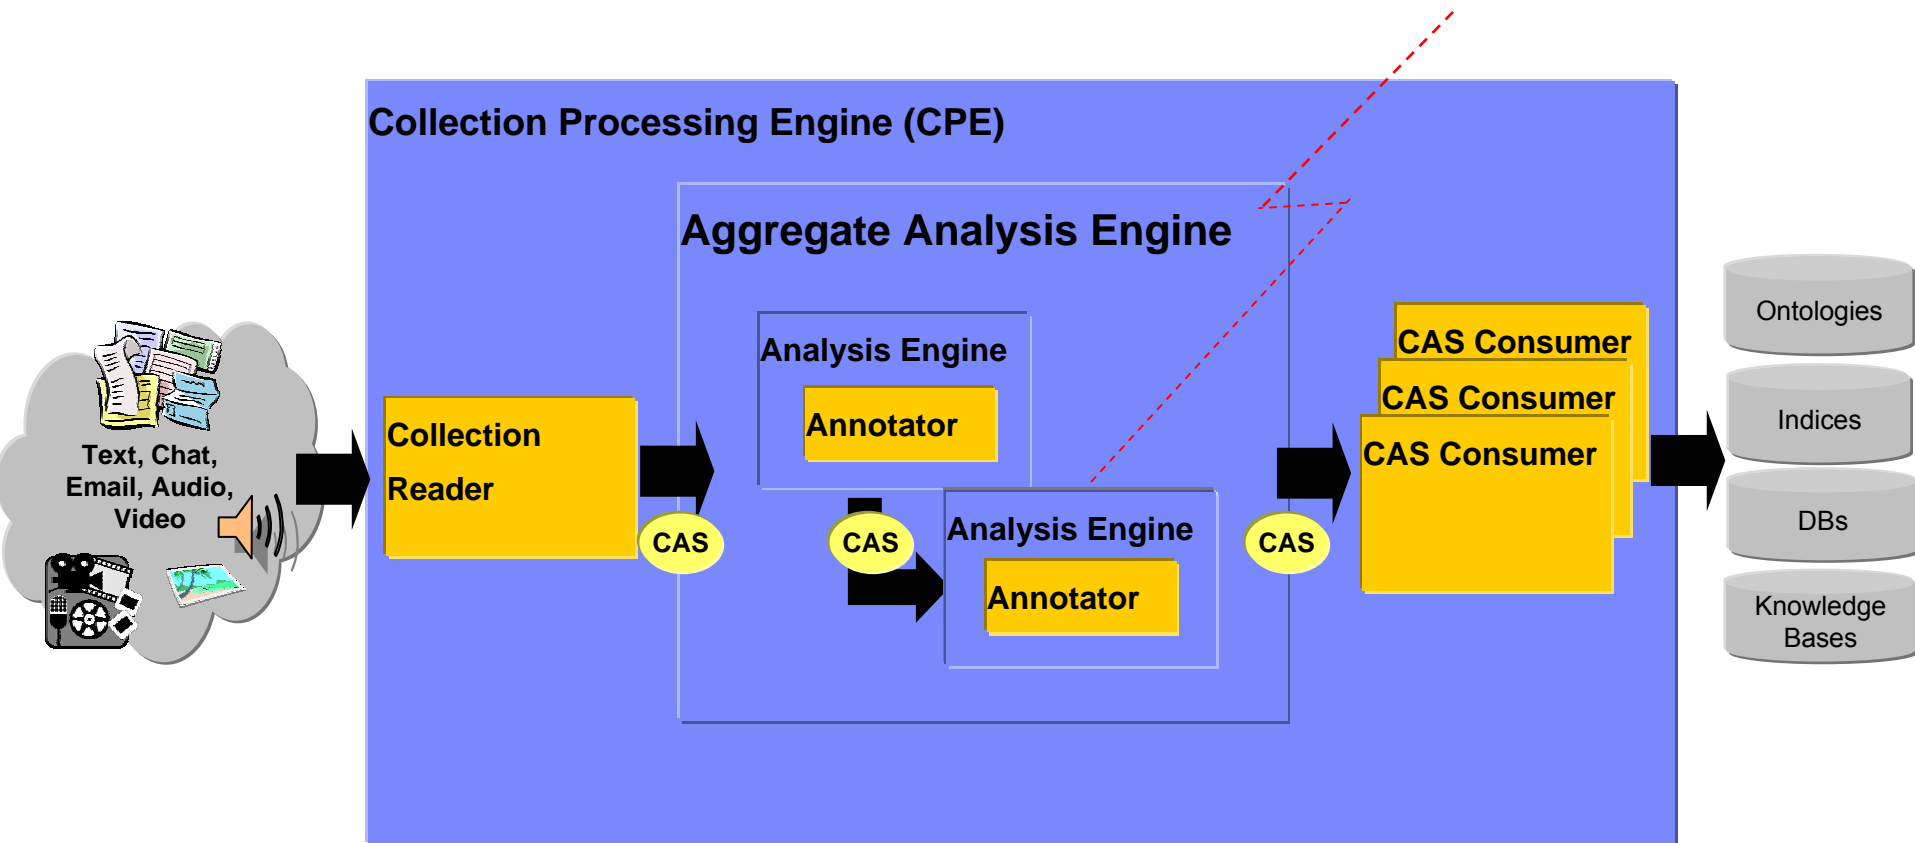 Collection Processing Engine (CPE)
Aggregate Analysis Engine
Text, Chat,
Email, Audio,
Video
Collection
Reader
CAS
Analysis Engine
Annotator
CAS
Analysis Engine
Annotator
CAS
CAS Consumer
CAS Consumer
CAS Consumer
Ontologies
Indices
DBs
Knowledge
Bases